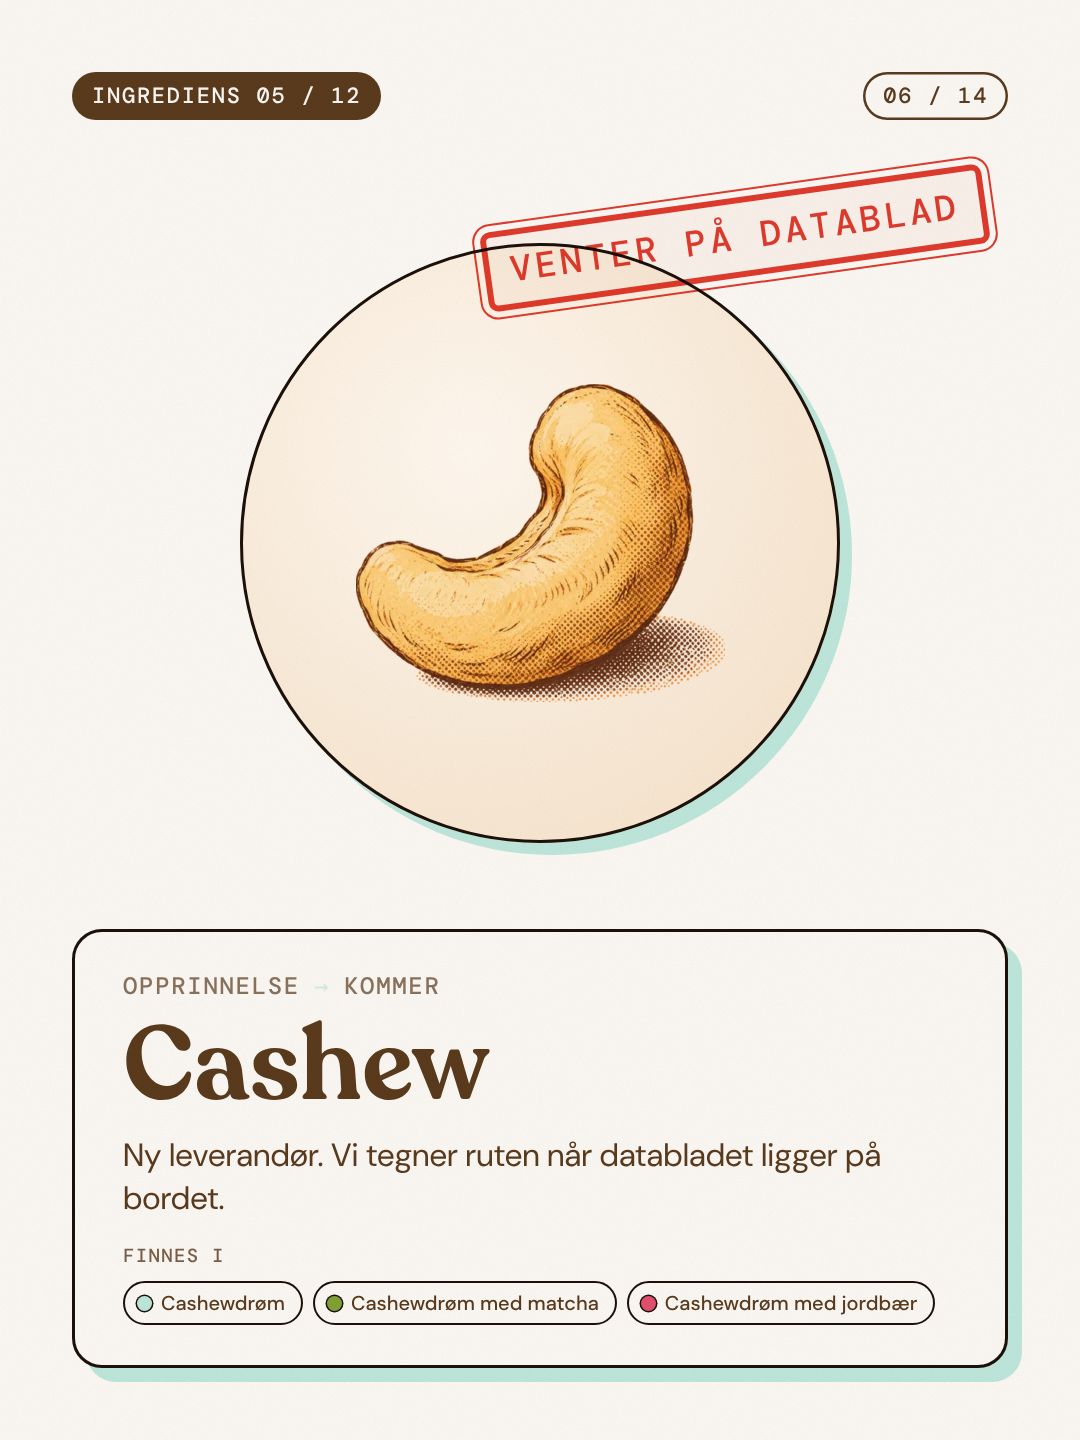 INGREDIENS 05 / 12
06 / 14
VENTER PÅ DATABLAD
OPPRINNELSE → KOMMER
Cashew
Ny leverandør. Vi tegner ruten når databladet ligger på
bordet.
FINNES I
Cashewdrøm
Cashewdrøm med matcha
Cashewdrøm med jordbær